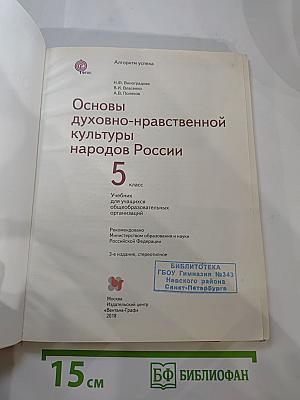 ФГОС
Алгоритм успеха
Н.Ф. Виноградова
В.И. Власенко
А.В. Поляков
Основы
духовно-нравственной
культуры
народов России
5 класс
Учебник
для учащихся
общеобразовательных
организаций
Рекомендовано
Министерством образования и науки
Российской Федерации
3-е издание, стереотипное
БИБЛИОТЕКА
ГБОУ Гимназия №343
Невского района
Санкт-Петербурга
Москва
Издательский центр
«Вентана-Граф»
2018
15 см
БФ БИБЛИОФАН